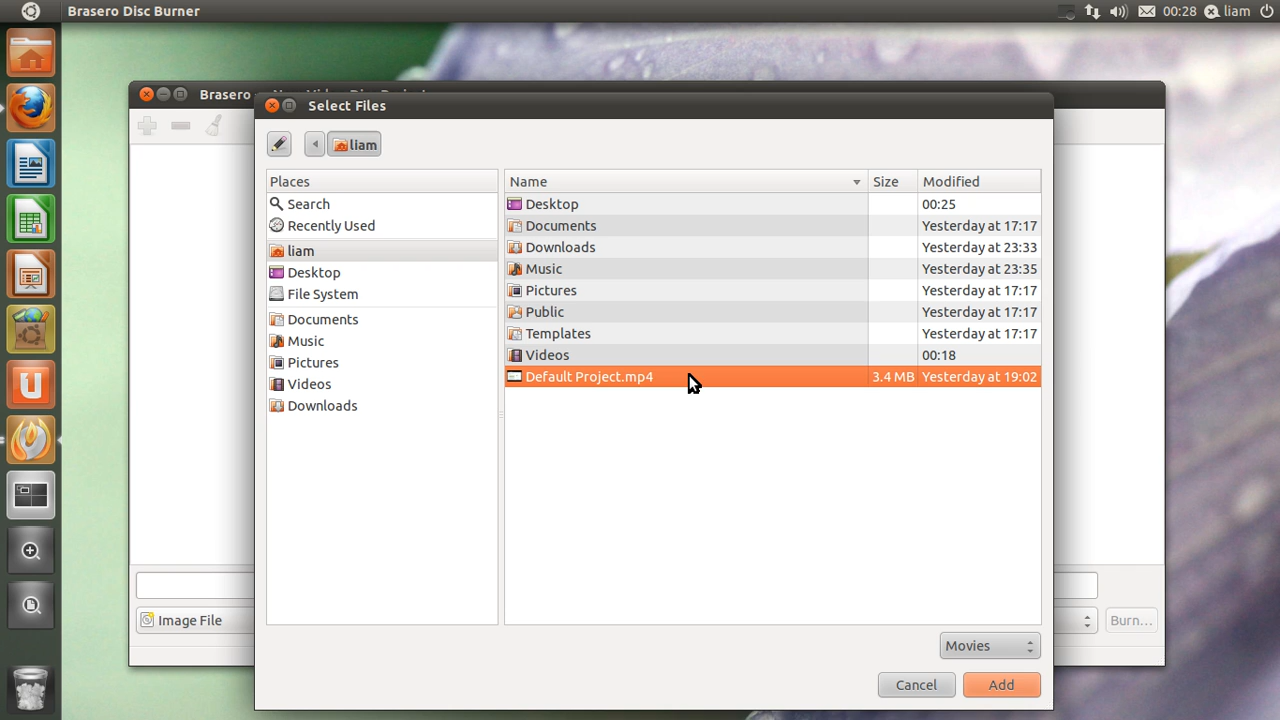 Brasero Disc Burner
00:28 liam
Brasero
Select Files
liam
Places
Name Size Modified
Search
Recently Used
liam
Desktop
File System
Documents
Music
Pictures
Videos
Downloads
Desktop 00:25
Documents Yesterday at 17:17
Downloads Yesterday at 23:33
Music Yesterday at 23:35
Pictures Yesterday at 17:17
Public Yesterday at 17:17
Templates Yesterday at 17:17
Videos 00:18
Default Project.mp4 3.4 MB Yesterday at 19:02
Image File
Burn...
Movies
Cancel Add